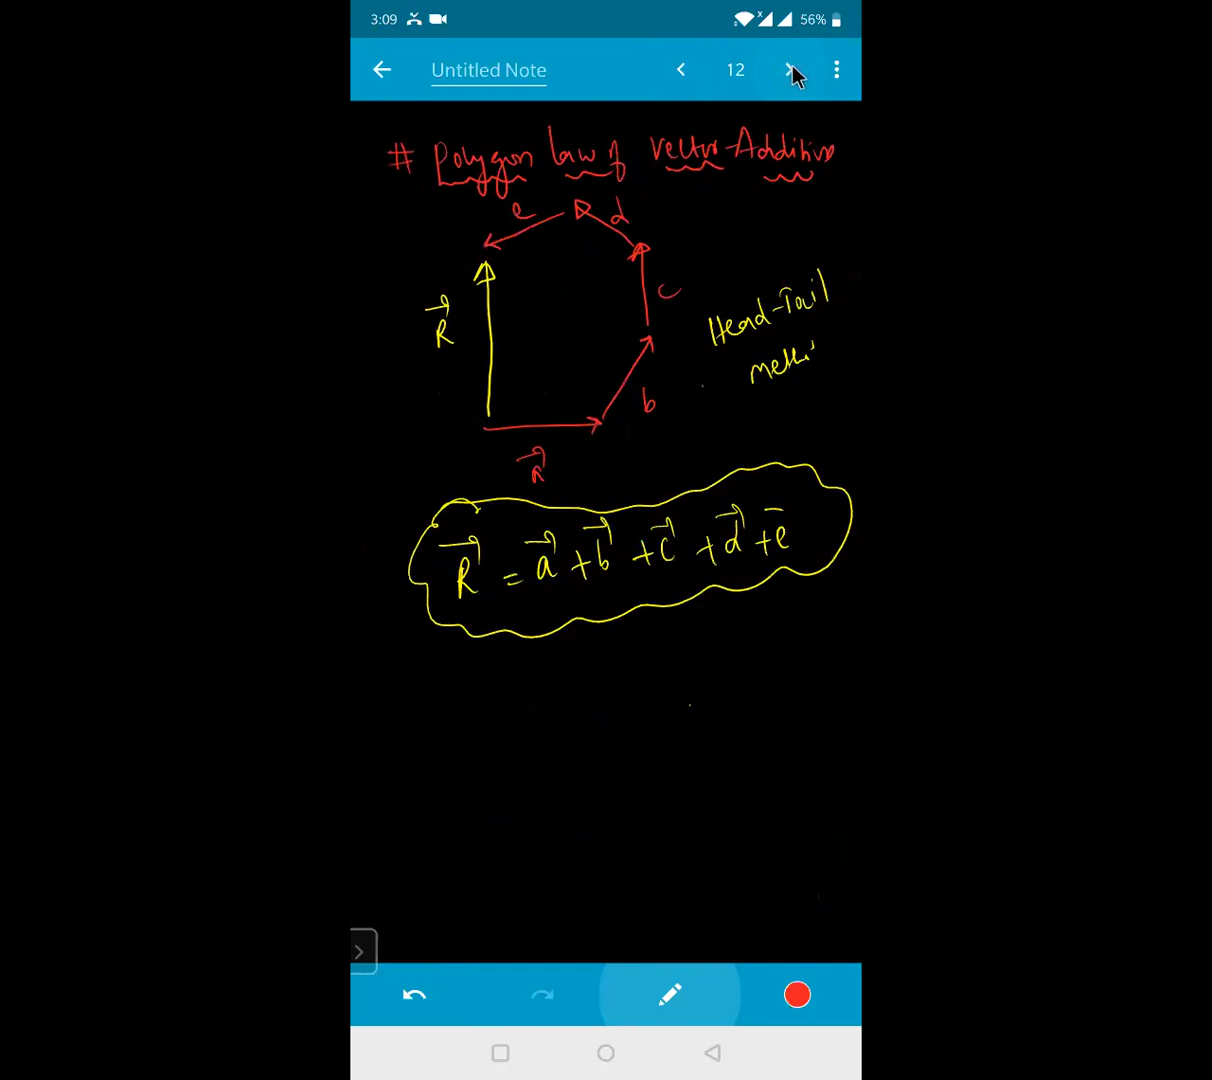 3:09 56%
Untitled Note 12
# Polygon law of vector Addition
e d
R
c
Head-Tail
b
R
R = a + b + c + d + e